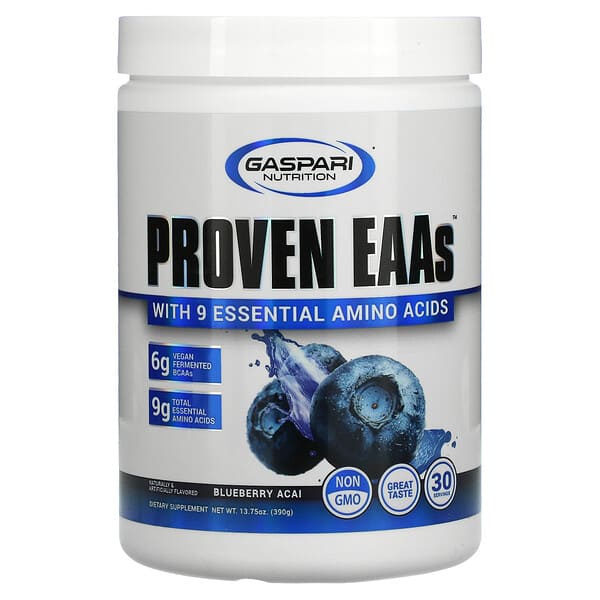 GASPARI
NUTRITION
PROVEN EAAs™
WITH 9 ESSENTIAL AMINO ACIDS
6g VEGAN
FERMENTED
BCAAs
9g TOTAL
ESSENTIAL
AMINO ACIDS
NATURALLY &
ARTIFICIALLY FLAVORED
BLUEBERRY ACAI
DIETARY SUPPLEMENT NET WT. 13.75oz. (390g)
NON
GMO
GREAT
TASTE
30
SERVINGS